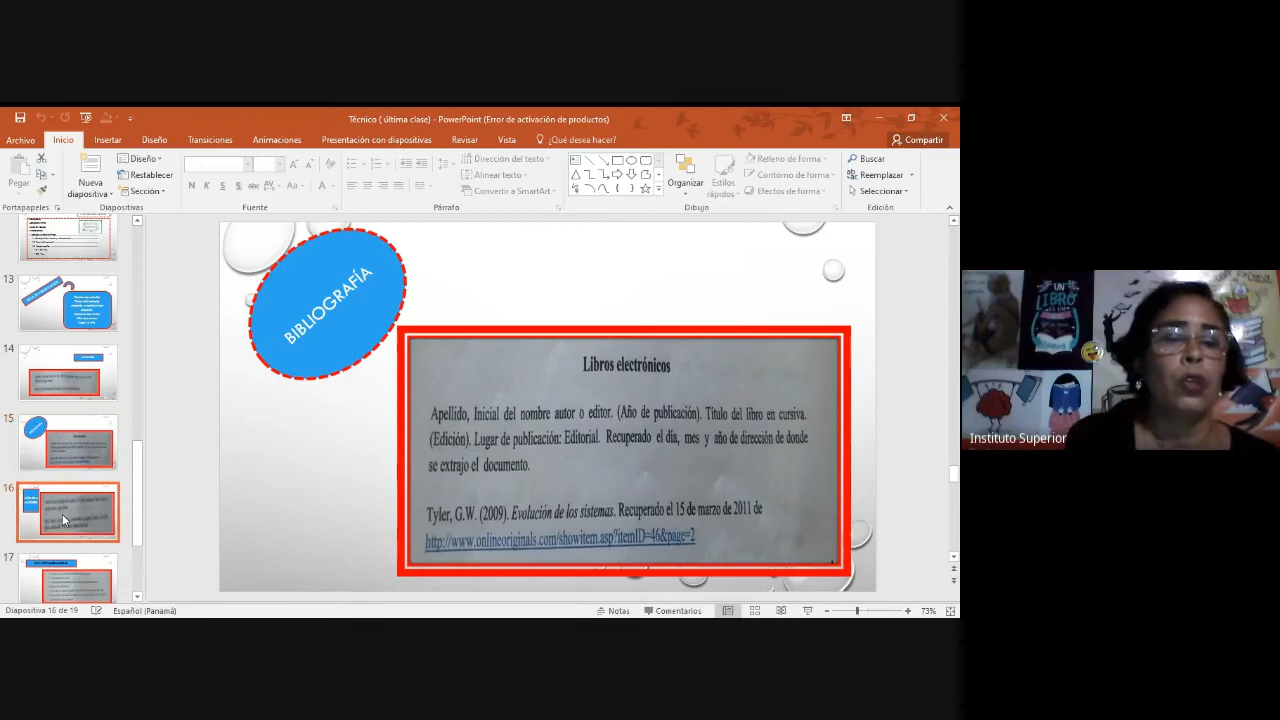 Técnico ( última clase) - PowerPoint (Error de activación de productos)
Archivo Inicio Insertar Diseño Transiciones Animaciones Presentación con diapositivas Revisar Vista ¿Qué desea hacer? Compartir
Pegar
Nueva diapositiva
Diseño
Restablecer
Sección
N K S S abc AV Aa A
Dirección del texto
Alinear texto
Convertir a SmartArt
Organizar
Estilos rápidos
Relleno de forma
Contorno de forma
Efectos de forma
Buscar
Reemplazar
Seleccionar
Portapapeles Diapositivas Fuente Párrafo Dibujo Edición
13
14
15
16
17
BIBLIOGRAFÍA
Libros electrónicos
Apellido, Inicial del nombre autor o editor. (Año de publicación). Título del libro en cursiva.
(Edición). Lugar de publicación: Editorial. Recuperado el día, mes y año de dirección de donde
se extrajo el documento.
Tyler, G.W. (2009). Evolución de los sistemas. Recuperado el 15 de marzo de 2011 de
http://www.onlineoriginals.com/showitem.asp?itemID=46&page=2
UN
LIBRO
ES UN
Instituto Superior
Diapositiva 16 de 19 Español (Panamá) Notas Comentarios 73%